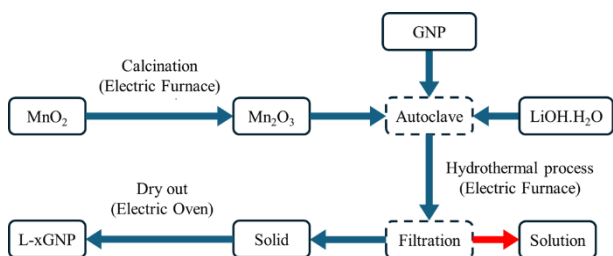 GNP
Calcination
(Electric Furnace)
MnO₂
Mn₂O₃
Autoclave
LiOH.H₂O
Hydrothermal process
(Electric Furnace)
Dry out
(Electric Oven)
L-xGNP
Solid
Filtration
Solution